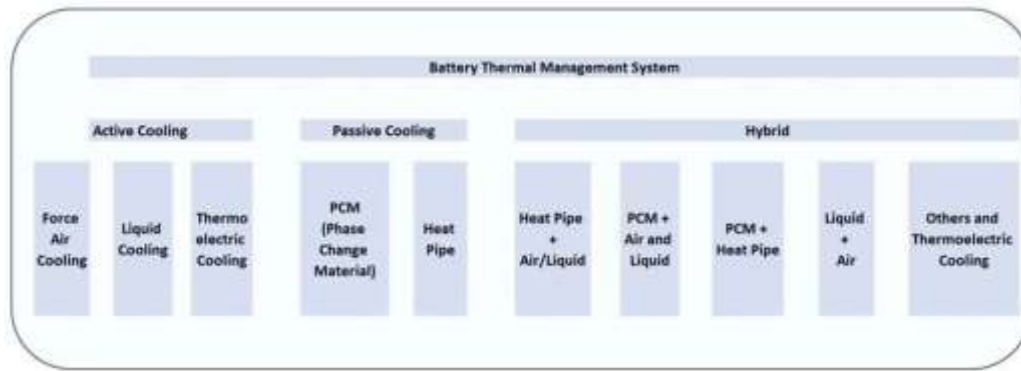 Battery Thermal Management System
Active Cooling
Passive Cooling
Hybrid
Force
Air
Cooling
Liquid
Cooling
Thermo
electric
Cooling
PCM
(Phase
Change
Material)
Heat
Pipe
Heat Pipe
+
Air/Liquid
PCM +
Air and
Liquid
PCM +
Heat Pipe
Liquid
+
Air
Others and
Thermoelectric
Cooling